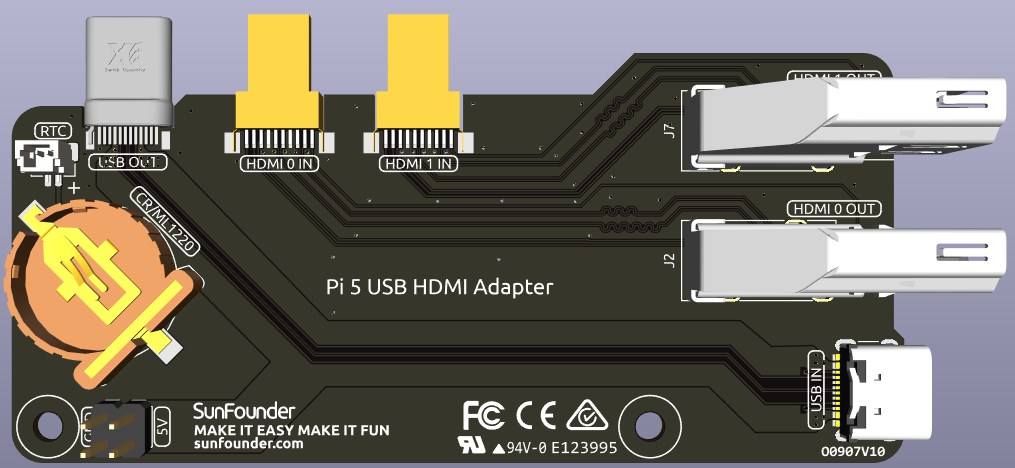 HDMI 1 OUT
RTC
J7
USB OUT
HDMI 0 IN
HDMI 1 IN
+
CR/ML1220
HDMI 0 OUT
J2
Pi 5 USB HDMI Adapter
USB IN
5V
SunFounder
MAKE IT EASY MAKE IT FUN
sunfounder.com
FC CE
94V-0 E123995
O0907V10